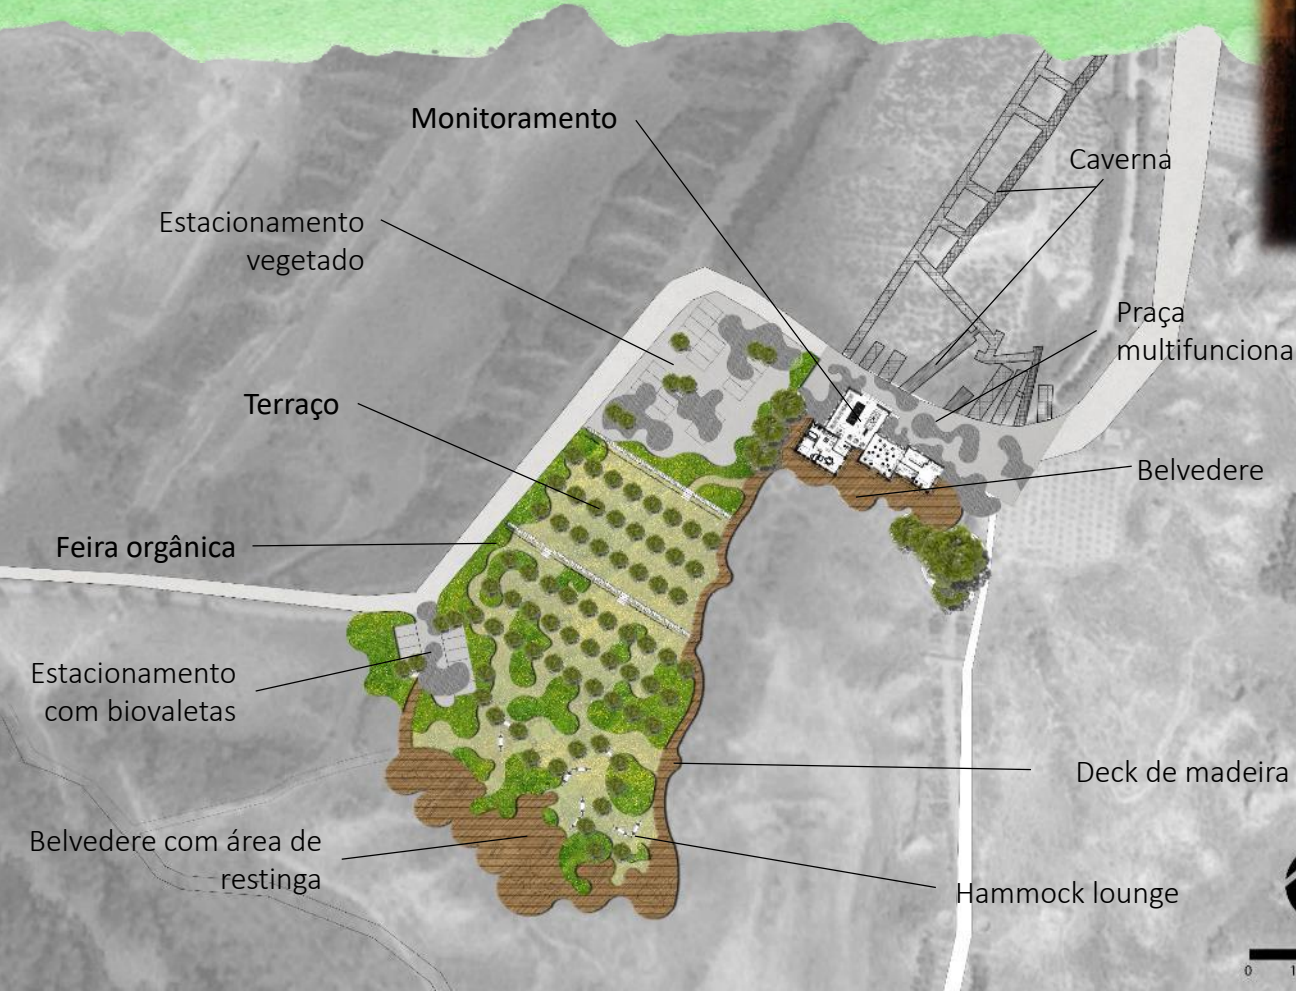 Monitoramento
Caverna
Estacionamento
vegetado
Praça
multifunciona
Terraço
Belvedere
Feira orgânica
Estacionamento
com biovaletas
Deck de madeira
Belvedere com área de
restinga
Hammock lounge
0 1